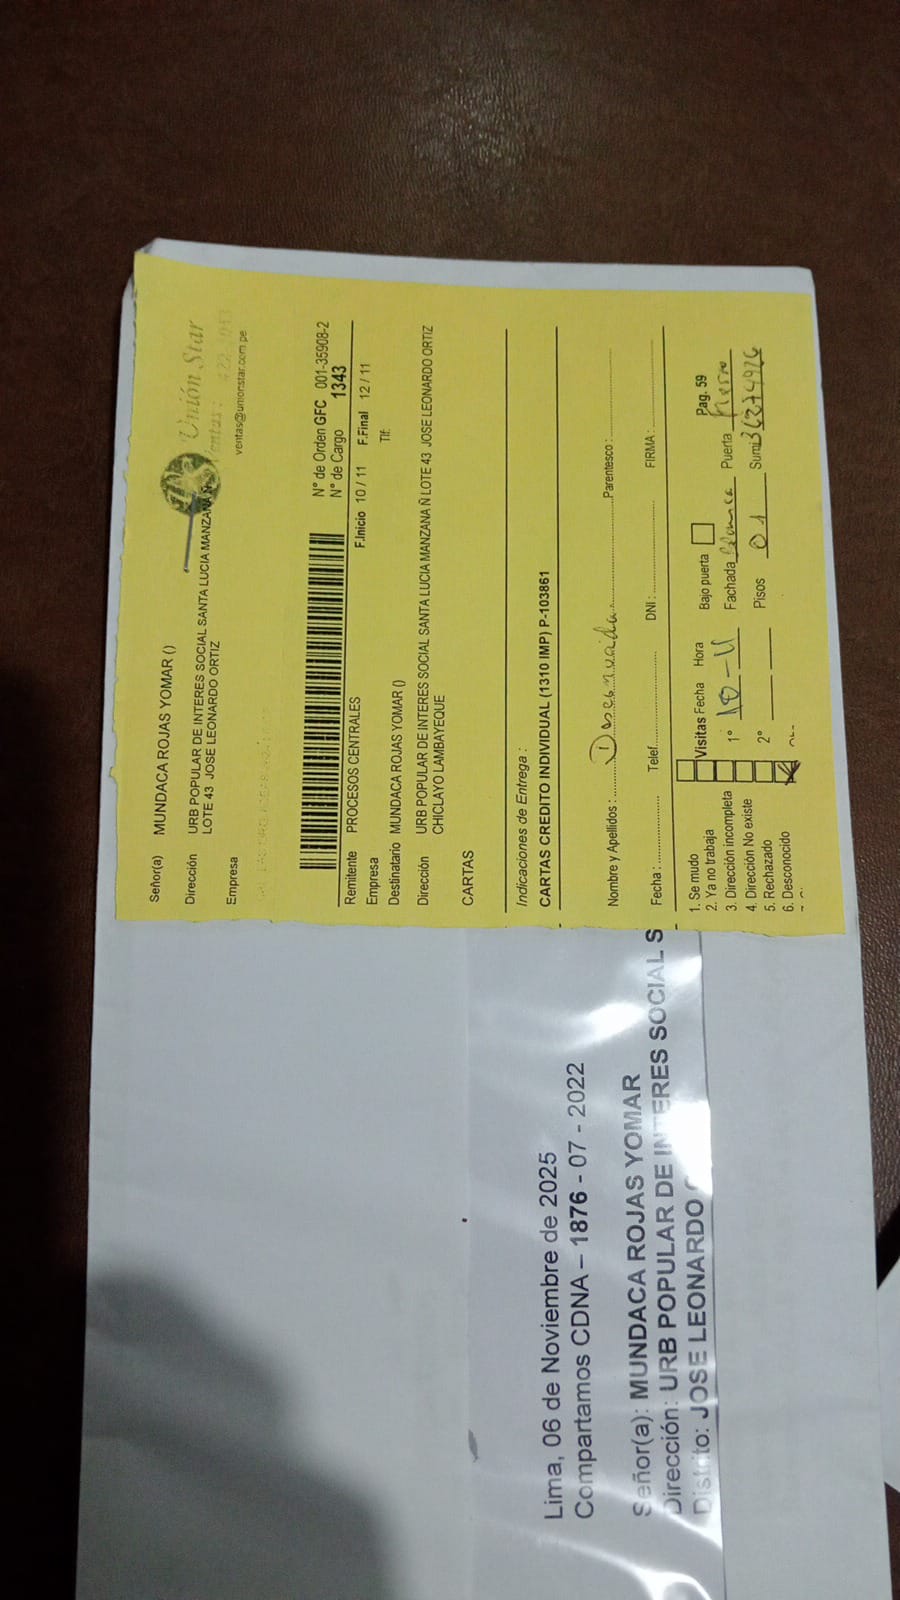 Señor(a) MUNDACA ROJAS YOMAR ()
Dirección URB POPULAR DE INTERES SOCIAL SANTA LUCIA MANZANA Ñ
LOTE 43 JOSE LEONARDO ORTIZ
Empresa
Unión Star
ventas@unionstar.com.pe
N° de Orden GFC 001-35908-2
N° de Cargo 1343
Remitente PROCESOS CENTRALES
F.Inicio 10 / 11 F.Final 12 / 11
Empresa
Destinatario MUNDACA ROJAS YOMAR () Tlf:
Dirección URB POPULAR DE INTERES SOCIAL SANTA LUCIA MANZANA Ñ LOTE 43 JOSE LEONARDO ORTIZ
CHICLAYO LAMBAYEQUE
CARTAS
Indicaciones de Entrega :
CARTAS CREDITO INDIVIDUAL (1310 IMP) P-103861
Nombre y Apellidos : Parentesco :
Fecha : Telef. DNI : FIRMA :
1. Se mudo Visitas Fecha Hora Bajo puerta Pag. 59
2. Ya no trabaja 1° 10-11 Fachada Blanca Puerta Fierro
3. Dirección incompleta
4. Dirección No existe 2° Pisos 01 Sumi
5. Rechazado
6. Desconocido
Lima, 06 de Noviembre de 2025
Compartamos CDNA – 1876 - 07 - 2022
Señor(a): MUNDACA ROJAS YOMAR
Dirección: URB POPULAR DE INTERES SOCIAL S
Distrito: JOSE LEONARDO